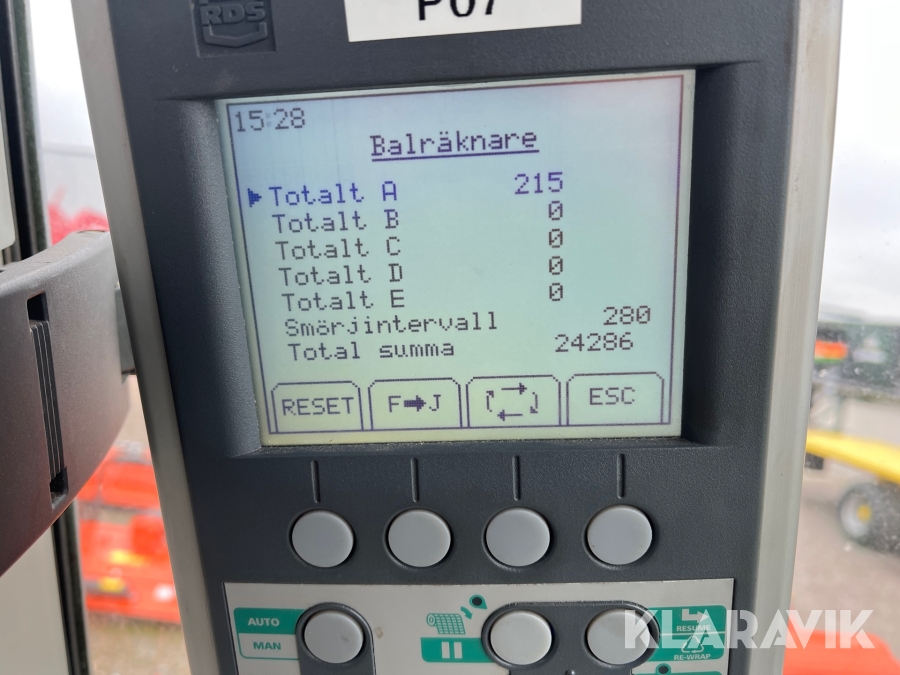 P07
RDS
15:28
Balräknare
Totalt A 215
Totalt B 0
Totalt C 0
Totalt D 0
Totalt E 0
Smörjintervall 280
Total summa 24286
RESET F➡J ESC
AUTO
MAN
RESUME
RE-WRAP
KLARAVIK